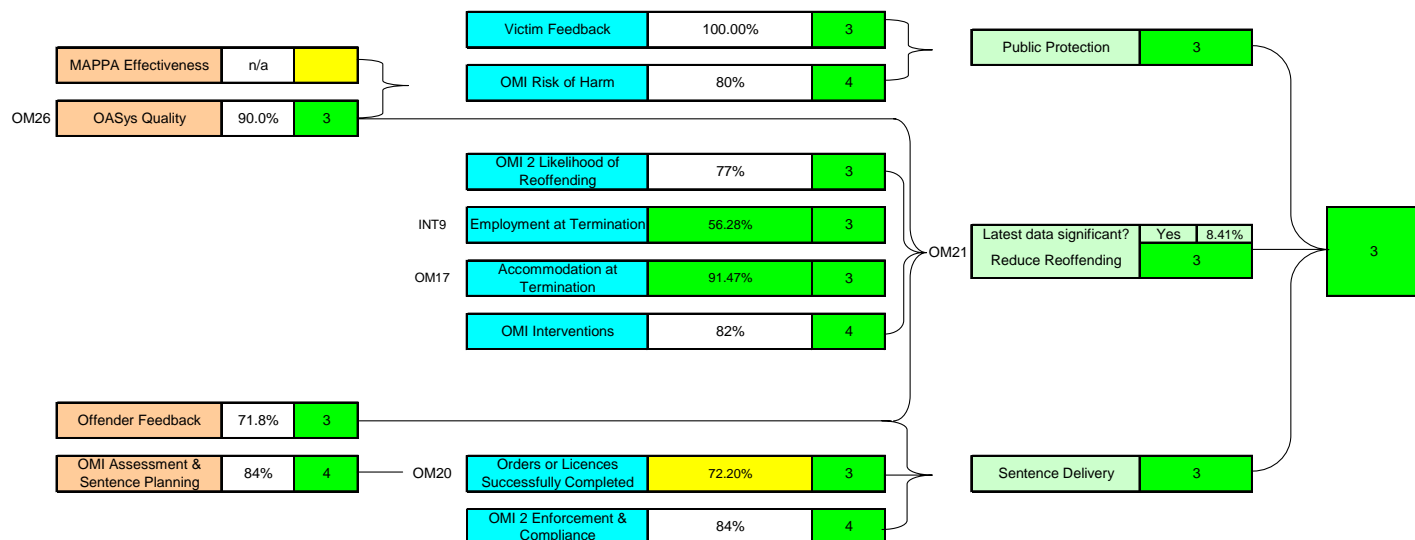 Victim Feedback 100.00% 3
Public Protection 3
MAPPA Effectiveness n/a
OMI Risk of Harm 80% 4
OM26 OASys Quality 90.0% 3
OMI 2 Likelihood of
Reoffending
77% 3
INT9 Employment at Termination 56.28% 3
OM21
Latest data significant? Yes 8.41%
Reduce Reoffending 3
3
OM17
Accommodation at
Termination
91.47% 3
OMI Interventions 82% 4
Offender Feedback 71.8% 3
OMI Assessment &
Sentence Planning
84% 4
OM20
Orders or Licences
Successfully Completed
72.20% 3
Sentence Delivery 3
OMI 2 Enforcement &
Compliance
84% 4